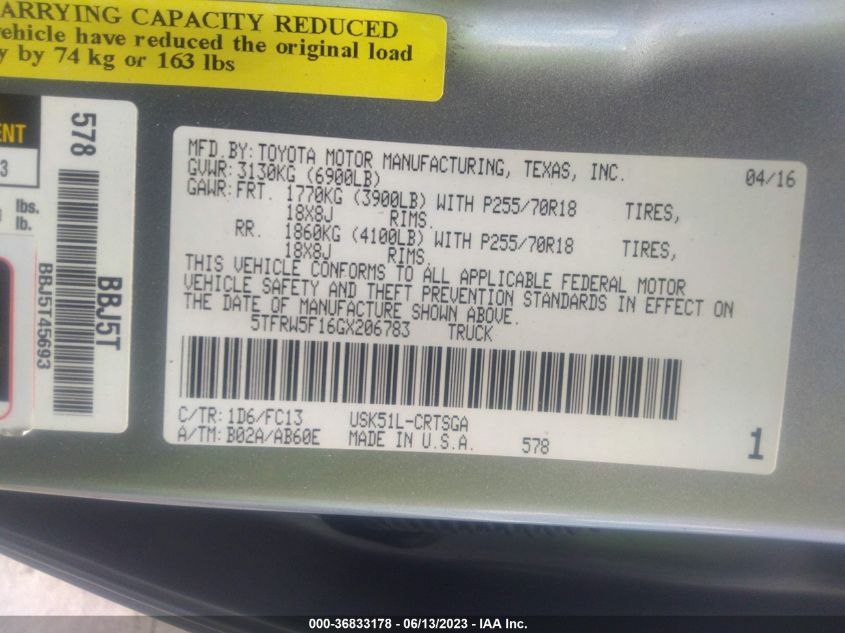 ARRYING CAPACITY REDUCED
vehicle have reduced the original load
y by 74 kg or 163 lbs
ENT
3
lbs.
lb.
578
BBJ5T
BBJ5T45693
MFD.BY:TOYOTA MOTOR MANUFACTURING, TEXAS, INC. 04/16
GVWR:3130KG (6900LB)
GAWR:FRT. 1770KG (3900LB) WITH P255/70R18 TIRES,
18X8J RIMS.
RR. 1860KG (4100LB) WITH P255/70R18 TIRES,
18X8J RIMS.
THIS VEHICLE CONFORMS TO ALL APPLICABLE FEDERAL MOTOR
VEHICLE SAFETY AND THEFT PREVENTION STANDARDS IN EFFECT ON
THE DATE OF MANUFACTURE SHOWN ABOVE.
5TFRW5F16GX206783 TRUCK
C/TR:1D6/FC13 USK51L-CRTSGA
A/TM:B02A/AB60E MADE IN U.S.A. 578 1
000-36833178 - 06/13/2023 - IAA Inc.